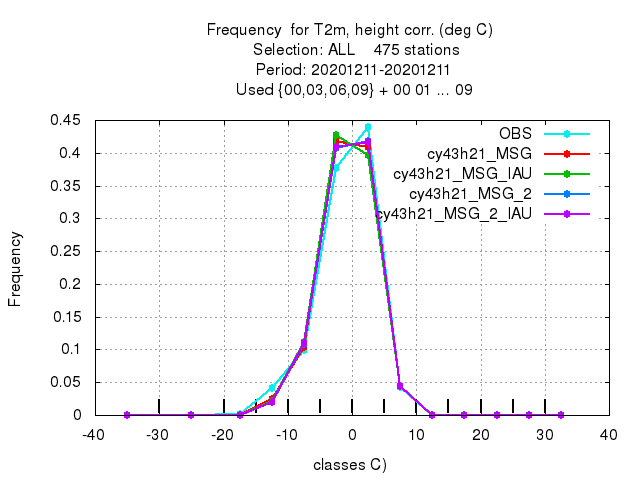 Frequency  for T2m, height corr. (deg C)
Selection: ALL    475 stations
Period: 20201211-20201211
Used {00,03,06,09} + 00 01 ... 09
OBS
cy43h21_MSG
cy43h21_MSG_IAU
cy43h21_MSG_2
cy43h21_MSG_2_IAU
0.45
0.4
0.35
0.3
0.25
0.2
0.15
0.1
0.05
0
Frequency
-40 -30 -20 -10 0 10 20 30 40
classes C)